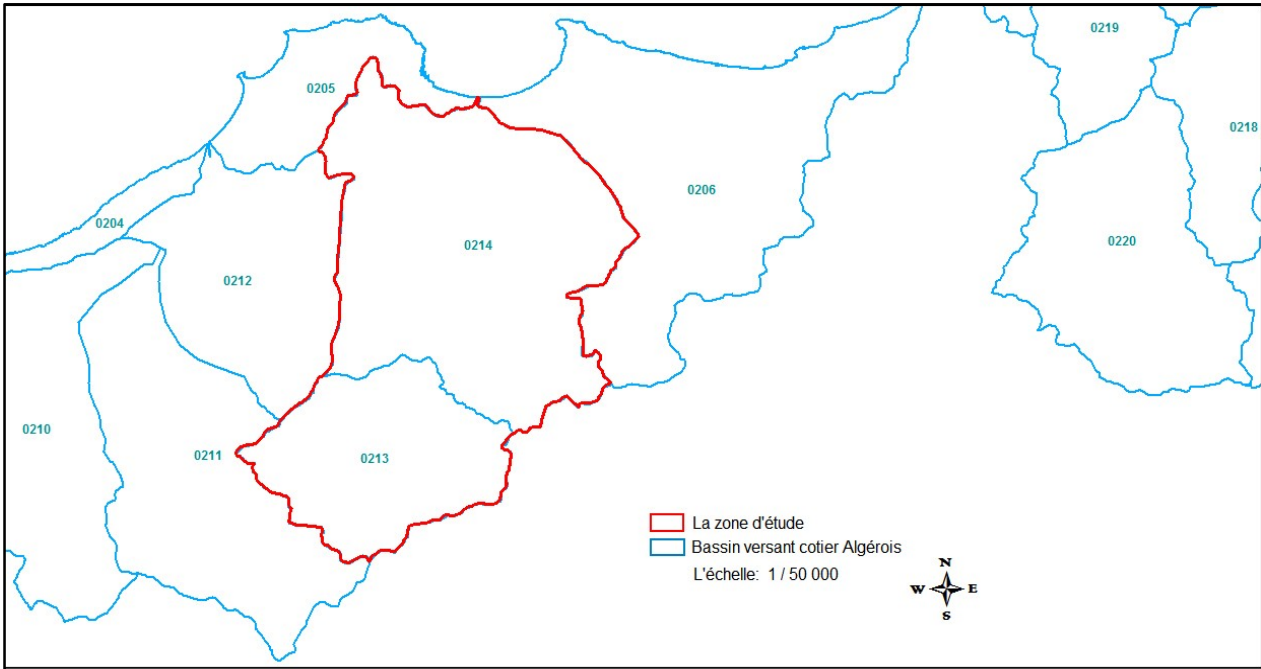 0219
0205
0218
0206
0204
0214
0220
0212
0210
0211
0213
La zone d'étude
Bassin versant cotier Algérois
L'échelle: 1 / 50 000
N
W E
S